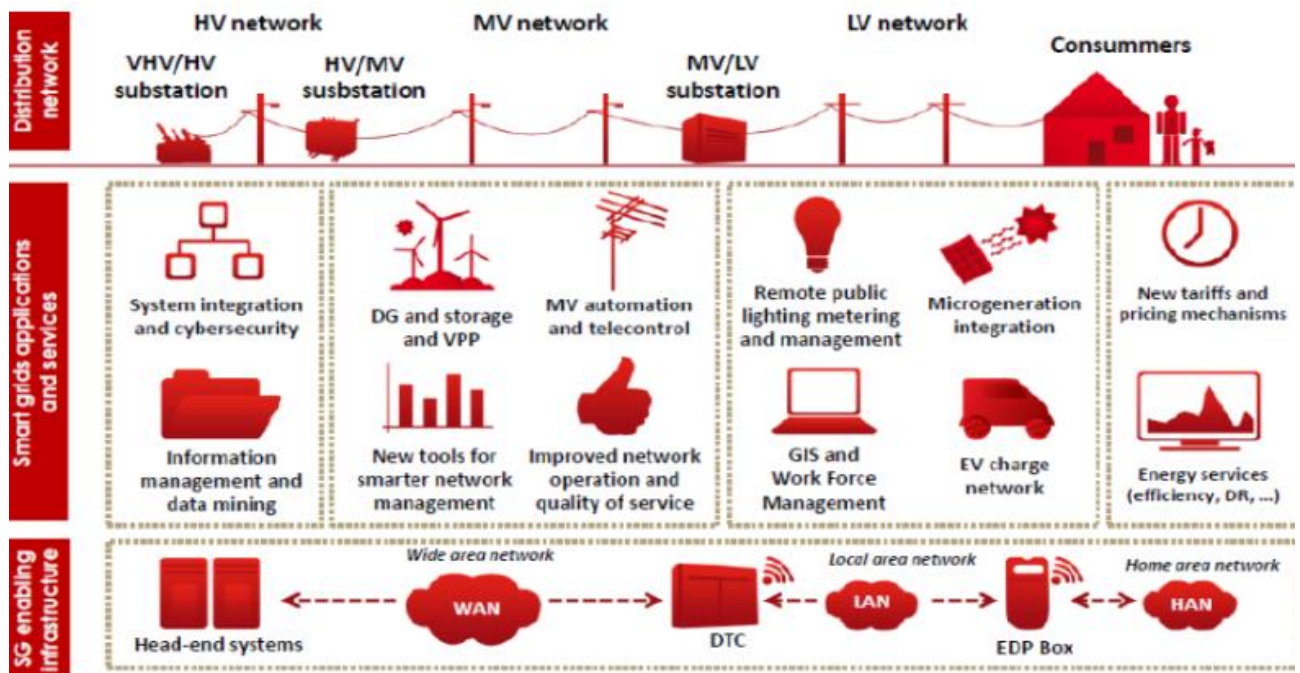 Distribution
network
HV network
MV network
LV network
VHV/HV
substation
HV/MV
susbstation
MV/LV
substation
Consummers
Smart grids applications
and services
System integration
and cybersecurity
DG and storage
and VPP
MV automation
and telecontrol
Remote public
lighting metering
and management
Microgeneration
integration
New tariffs and
pricing mechanisms
Information
management and
data mining
New tools for
smarter network
management
Improved network
operation and
quality of service
GIS and
Work Force
Management
EV charge
network
Energy services
(efficiency, DR, ...)
SG enabling
infrastructure
Wide area network
Local area network
Home area network
WAN
LAN
HAN
Head-end systems
DTC
EDP Box